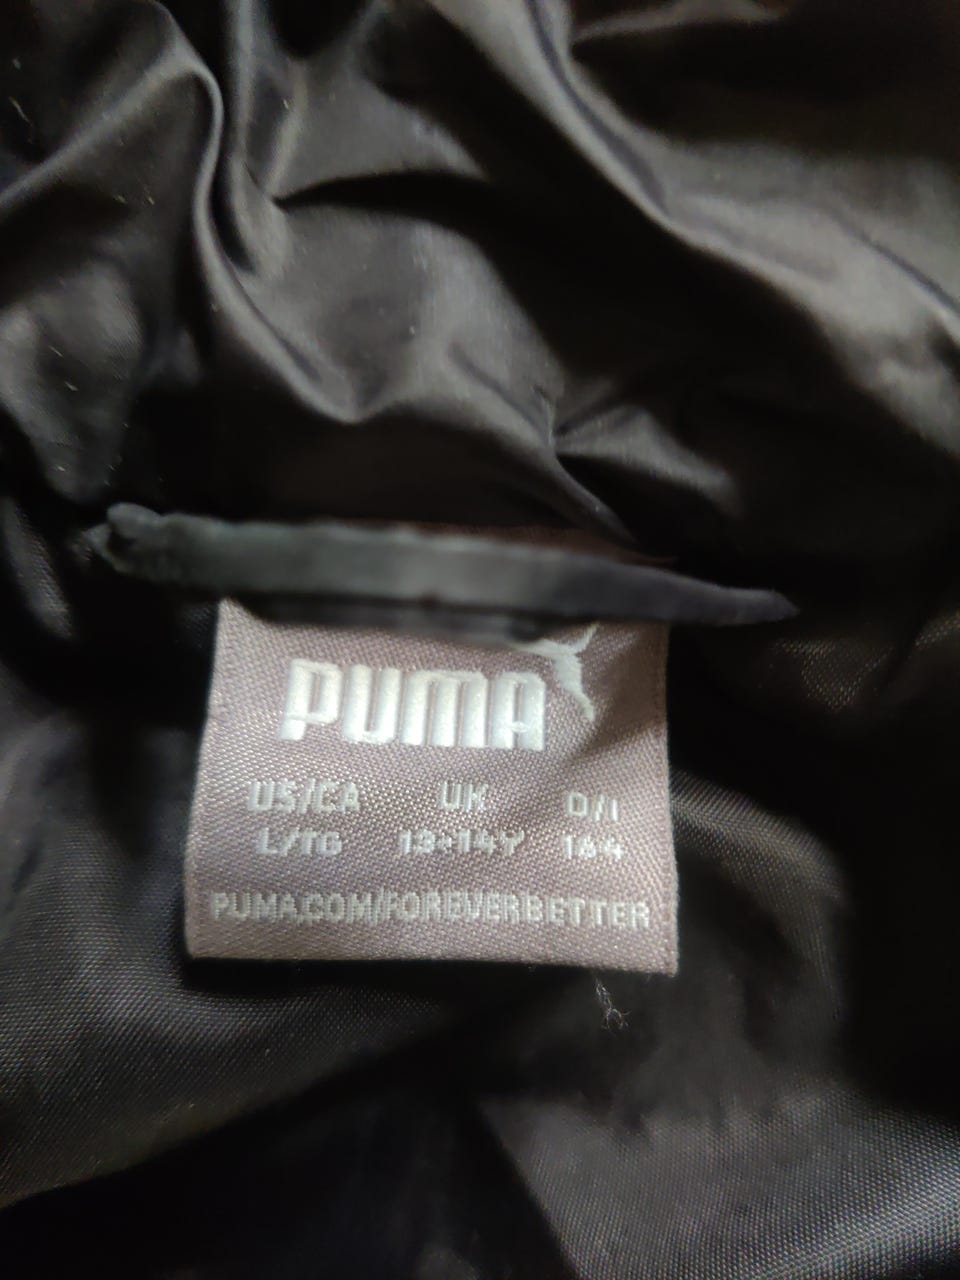 PUMA
US/CA UK D/I
L/TG 13-14Y 164
PUMA.COM/FOREVERBETTER